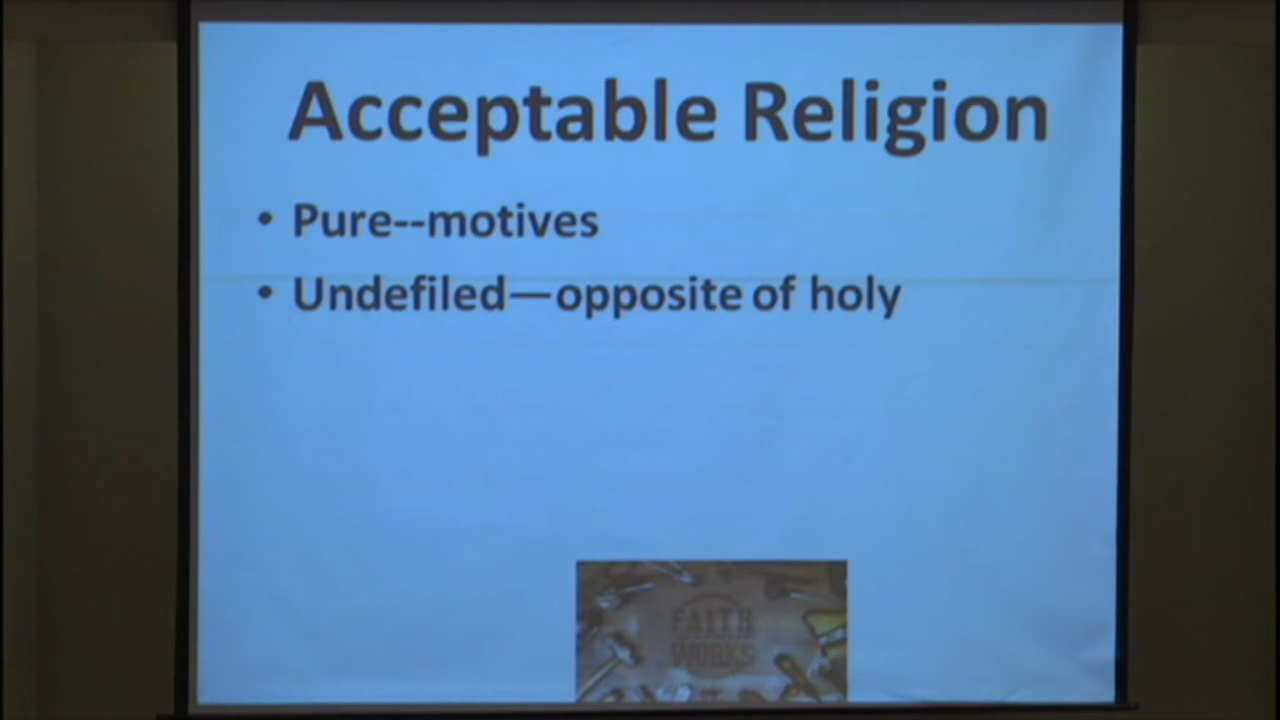 Acceptable Religion
• Pure--motives
• Undefiled—opposite of holy
FAITH
WORKS